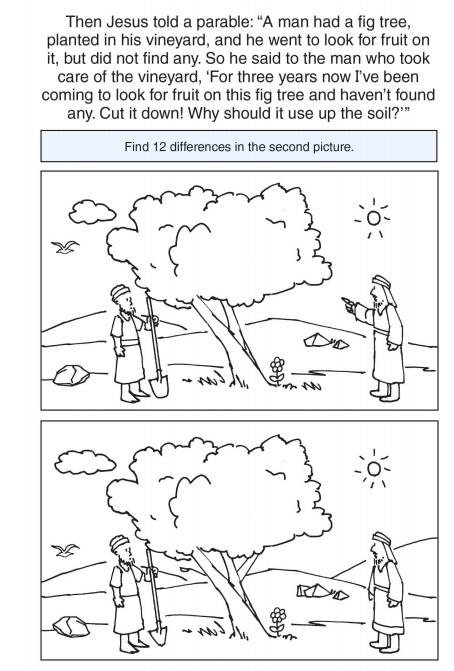 Then Jesus told a parable: “A man had a fig tree,
planted in his vineyard, and he went to look for fruit on
it, but did not find any. So he said to the man who took
care of the vineyard, ‘For three years now I’ve been
coming to look for fruit on this fig tree and haven’t found
any. Cut it down! Why should it use up the soil?’”
Find 12 differences in the second picture.